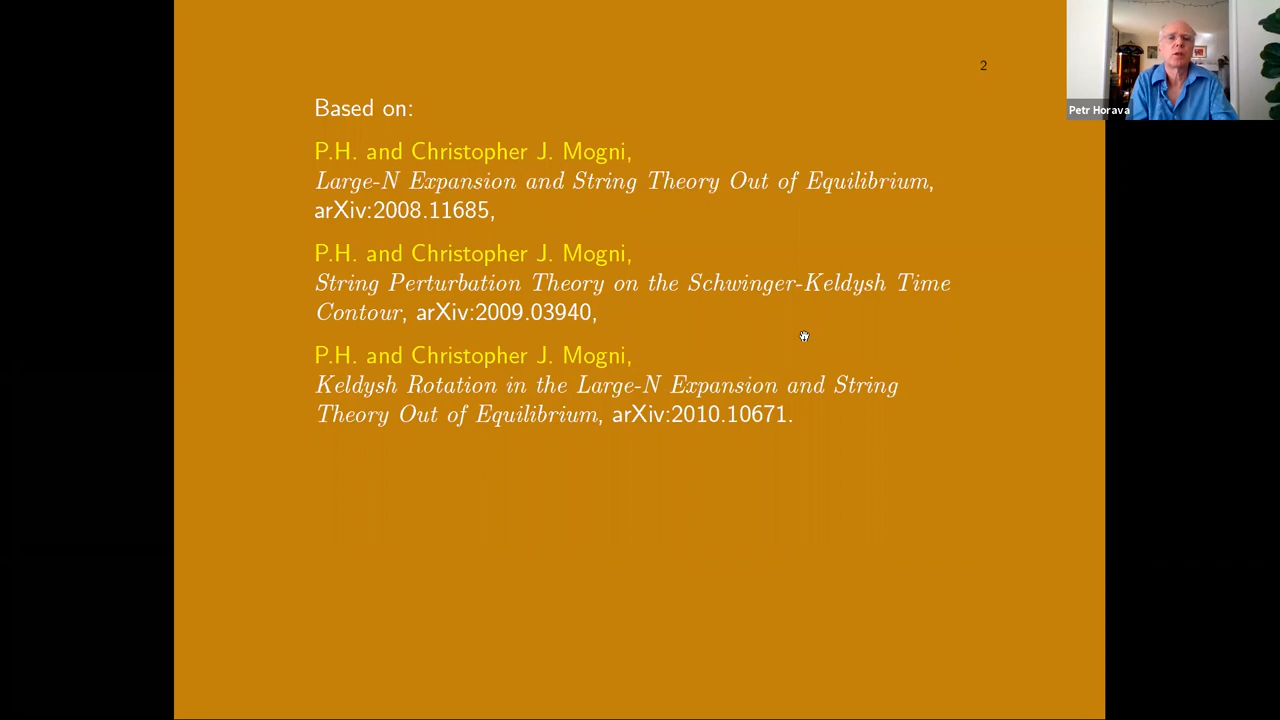 2
Petr Horava
Based on:
P.H. and Christopher J. Mogni,
Large-N Expansion and String Theory Out of Equilibrium,
arXiv:2008.11685,
P.H. and Christopher J. Mogni,
String Perturbation Theory on the Schwinger-Keldysh Time
Contour, arXiv:2009.03940,
P.H. and Christopher J. Mogni,
Keldysh Rotation in the Large-N Expansion and String
Theory Out of Equilibrium, arXiv:2010.10671.